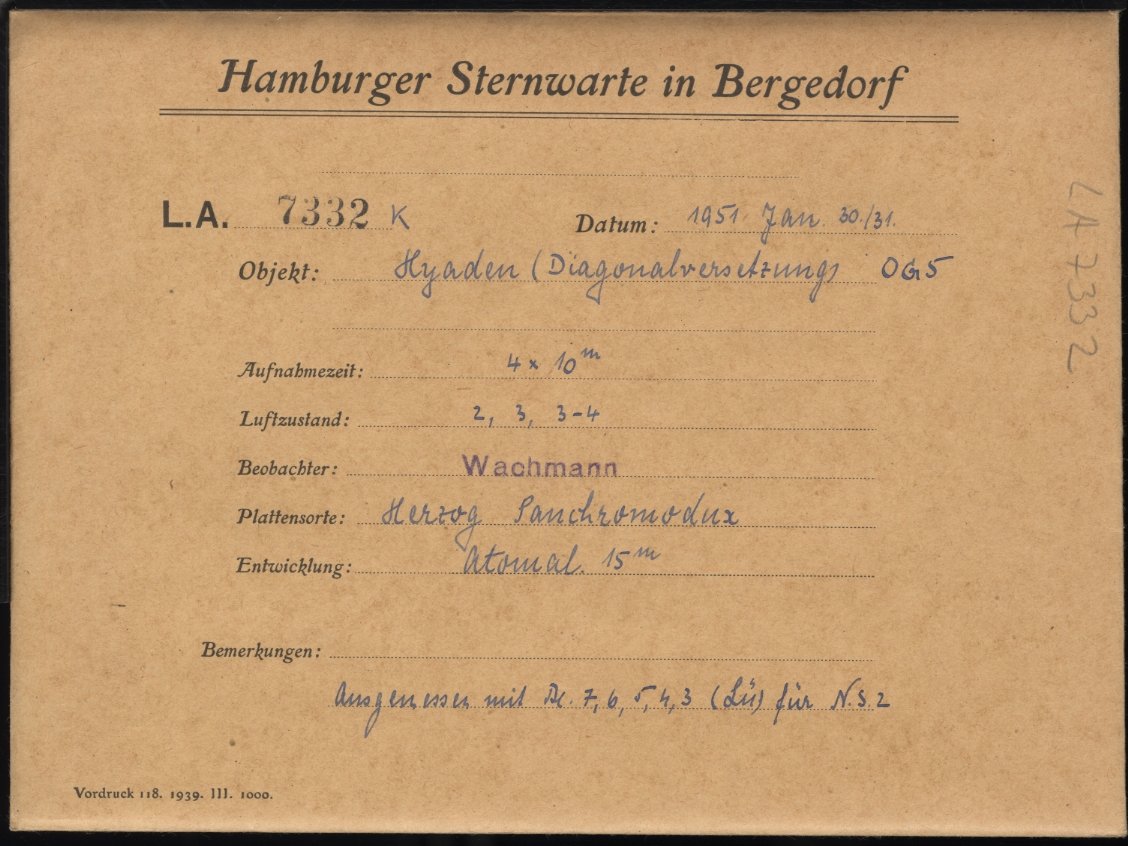 Hamburger Sternwarte in Bergedorf
L.A. 7332 K Datum: 1951 Jan. 30./31.
Objekt: Hyaden (Diagonalversetzung) OG5
Aufnahmezeit: 4 x 10m
Luftzustand: 2, 3, 3-4
Beobachter: Wachmann
Plattensorte: Herzog Panchromodux
Entwicklung: Atomal. 15m
Bemerkungen:
Ausgemessen mit Bl. 7, 6, 5, 4, 3 (Lü) für N.S.2
Vordruck 118. 1939. III. 1000.
LA 7332